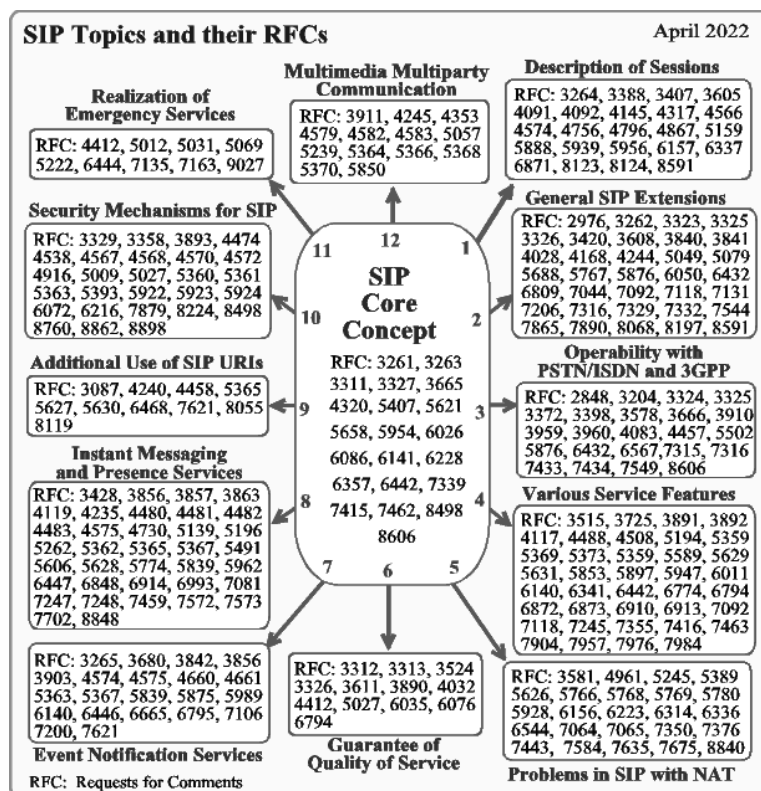 SIP Topics and their RFCs
April 2022
Realization of
Emergency Services
RFC: 4412, 5012, 5031, 5069
5222, 6444, 7135, 7163, 9027
Multimedia Multiparty
Communication
RFC: 3911, 4245, 4353
4579, 4582, 4583, 5057
5239, 5364, 5366, 5368
5370, 5850
Description of Sessions
RFC: 3264, 3388, 3407, 3605
4091, 4092, 4145, 4317, 4566
4574, 4756, 4796, 4867, 5159
5888, 5939, 5956, 6157, 6337
6871, 8123, 8124, 8591
Security Mechanisms for SIP
RFC: 3329, 3358, 3893, 4474
4538, 4567, 4568, 4570, 4572
4916, 5009, 5027, 5360, 5361
5363, 5393, 5922, 5923, 5924
6072, 6216, 7879, 8224, 8498
8760, 8862, 8898
General SIP Extensions
RFC: 2976, 3262, 3323, 3325
3326, 3420, 3608, 3840, 3841
4028, 4168, 4244, 5049, 5079
5688, 5767, 5876, 6050, 6432
6809, 7044, 7092, 7118, 7131
7206, 7316, 7329, 7332, 7544
7865, 7890, 8068, 8197, 8591
11
12
1
10
2
9
3
8
4
7
6
5
SIP
Core
Concept
RFC: 3261, 3263
3311, 3327, 3665
4320, 5407, 5621
5658, 5954, 6026
6086, 6141, 6228
6357, 6442, 7339
7415, 7462, 8498
8606
Additional Use of SIP URIs
RFC: 3087, 4240, 4458, 5365
5627, 5630, 6468, 7621, 8055
8119
Operability with
PSTN/ISDN and 3GPP
RFC: 2848, 3204, 3324, 3325
3372, 3398, 3578, 3666, 3910
3959, 3960, 4083, 4457, 5502
5876, 6432, 6567,7315, 7316
7433, 7434, 7549, 8606
Instant Messaging
and Presence Services
RFC: 3428, 3856, 3857, 3863
4119, 4235, 4480, 4481, 4482
4483, 4575, 4730, 5139, 5196
5262, 5362, 5365, 5367, 5491
5606, 5628, 5774, 5839, 5962
6447, 6848, 6914, 6993, 7081
7247, 7248, 7459, 7572, 7573
7702, 8848
Various Service Features
RFC: 3515, 3725, 3891, 3892
4117, 4488, 4508, 5194, 5359
5369, 5373, 5359, 5589, 5629
5631, 5853, 5897, 5947, 6011
6140, 6341, 6442, 6774, 6794
6872, 6873, 6910, 6913, 7092
7118, 7245, 7355, 7416, 7463
7904, 7957, 7976, 7984
RFC: 3265, 3680, 3842, 3856
3903, 4574, 4575, 4660, 4661
5363, 5367, 5839, 5875, 5989
6140, 6446, 6665, 6795, 7106
7200, 7621
Event Notification Services
RFC: 3312, 3313, 3524
3326, 3611, 3890, 4032
4412, 5027, 6035, 6076
6794
Guarantee of
Quality of Service
RFC: 3581, 4961, 5245, 5389
5626, 5766, 5768, 5769, 5780
5928, 6156, 6223, 6314, 6336
6544, 7064, 7065, 7350, 7376
7443, 7584, 7635, 7675, 8840
Problems in SIP with NAT
RFC: Requests for Comments